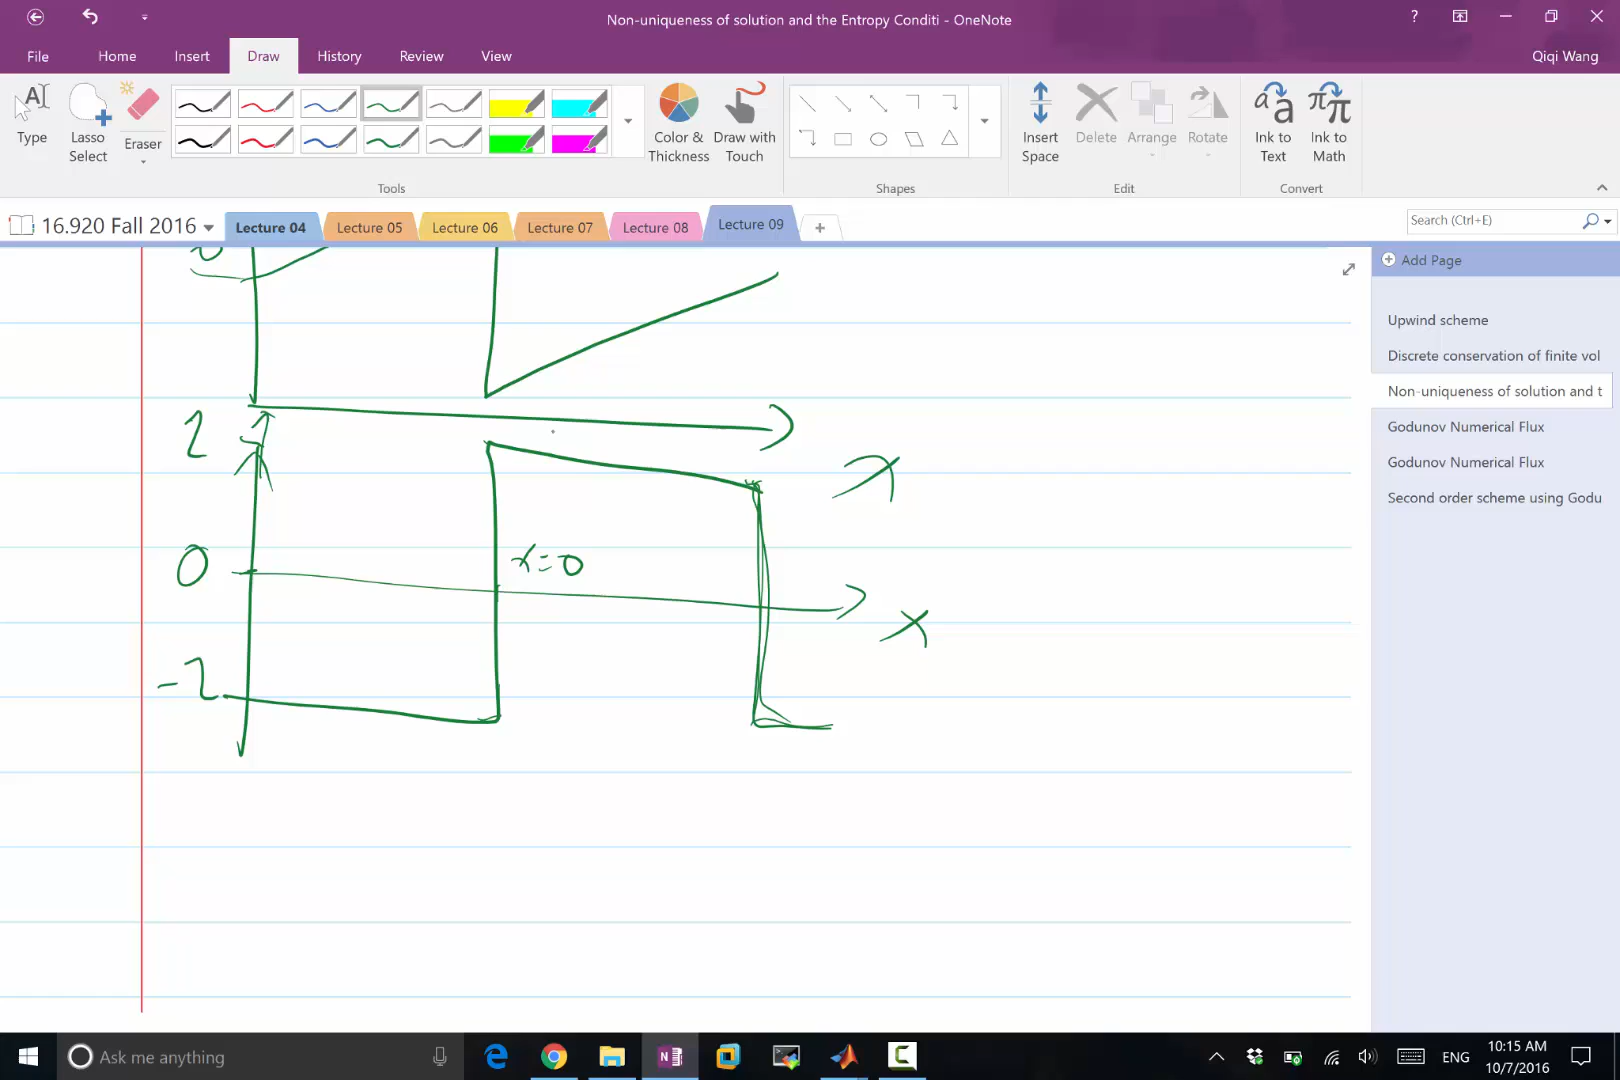 Non-uniqueness of solution and the Entropy Conditi - OneNote
?
Qiqi Wang
File
Home
Insert
Draw
History
Review
View
Type
Lasso Select
Eraser
Color & Thickness
Draw with Touch
Insert Space
Delete
Arrange
Rotate
Ink to Text
Ink to Math
Tools
Shapes
Edit
Convert
16.920 Fall 2016
Lecture 04
Lecture 05
Lecture 06
Lecture 07
Lecture 08
Lecture 09
+
Search (Ctrl+E)
Add Page
Upwind scheme
Discrete conservation of finite vol
Non-uniqueness of solution and t
Godunov Numerical Flux
Godunov Numerical Flux
Second order scheme using Godu
2
x
0
x=0
x
-2
Ask me anything
ENG
10:15 AM
10/7/2016